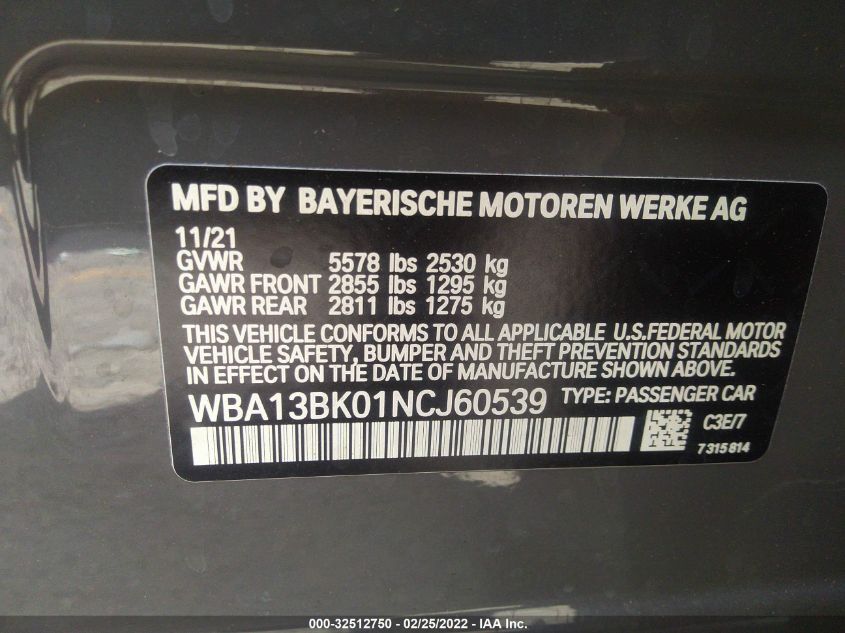 MFD BY BAYERISCHE MOTOREN WERKE AG
11/21
GVWR 5578 lbs 2530 kg
GAWR FRONT 2855 lbs 1295 kg
GAWR REAR 2811 lbs 1275 kg
THIS VEHICLE CONFORMS TO ALL APPLICABLE U.S.FEDERAL MOTOR
VEHICLE SAFETY, BUMPER AND THEFT PREVENTION STANDARDS
IN EFFECT ON THE DATE OF MANUFACTURE SHOWN ABOVE.
WBA13BK01NCJ60539 TYPE: PASSENGER CAR
C3E/7
7315814
000-32512750 - 02/25/2022 - IAA Inc.